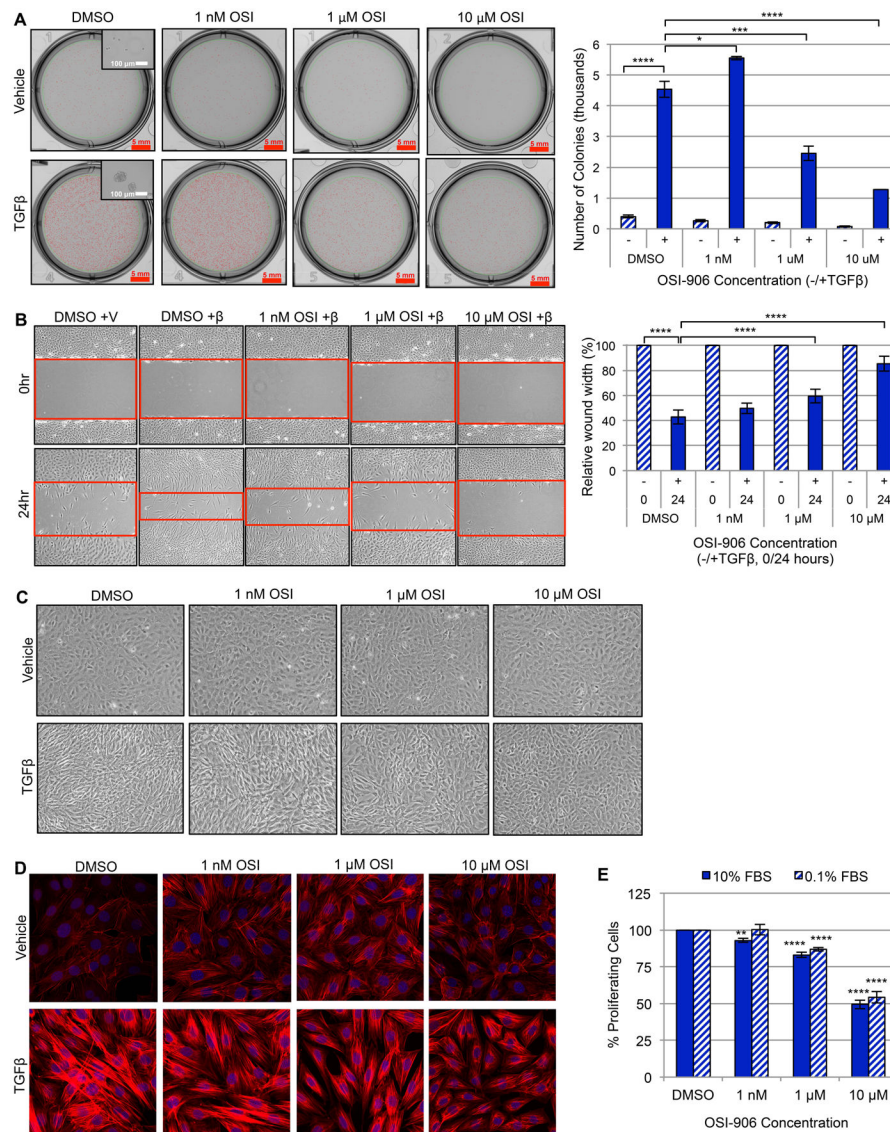 A
DMSO
1 nM OSI
1 µM OSI
10 µM OSI
Vehicle
100 µm
5 mm
5 mm
5 mm
5 mm
TGFβ
100 µm
5 mm
5 mm
5 mm
5 mm
****
***
*
****
Number of Colonies (thousands)
6
5
4
3
2
1
0
- + - + - + - +
DMSO 1 nM 1 uM 10 uM
OSI-906 Concentration (-/+TGFβ)
B
DMSO +V
DMSO +β
1 nM OSI +β
1 µM OSI +β
10 µM OSI +β
0hr
24hr
****
****
****
Relative wound width (%)
100
80
60
40
20
0
- + - + - + - +
0 24 0 24 0 24 0 24
DMSO 1 nM 1 µM 10 µM
OSI-906 Concentration
(-/+TGFβ, 0/24 hours)
C
DMSO
1 nM OSI
1 µM OSI
10 µM OSI
Vehicle
TGFβ
D
DMSO
1 nM OSI
1 µM OSI
10 µM OSI
Vehicle
TGFβ
E
10% FBS 0.1% FBS
% Proliferating Cells
125
100
75
50
25
0
**
****
****
****
****
DMSO 1 nM 1 µM 10 µM
OSI-906 Concentration